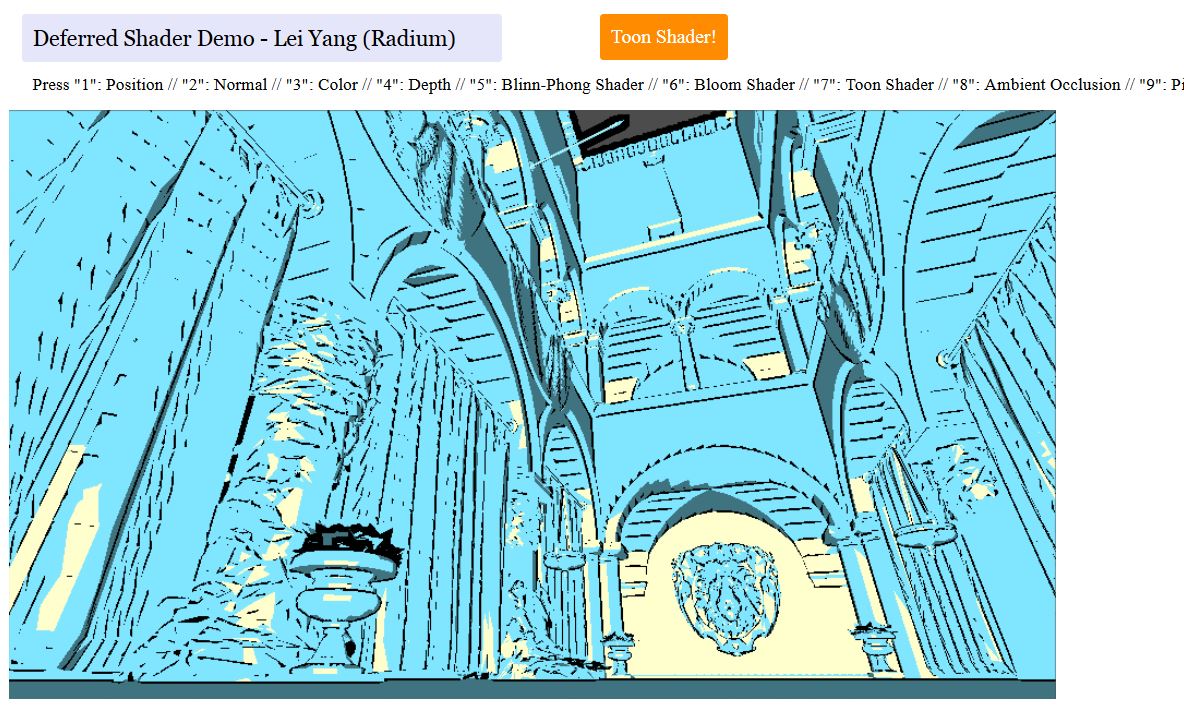 Deferred Shader Demo - Lei Yang (Radium)
Toon Shader!
Press "1": Position // "2": Normal // "3": Color // "4": Depth // "5": Blinn-Phong Shader // "6": Bloom Shader // "7": Toon Shader // "8": Ambient Occlusion // "9":